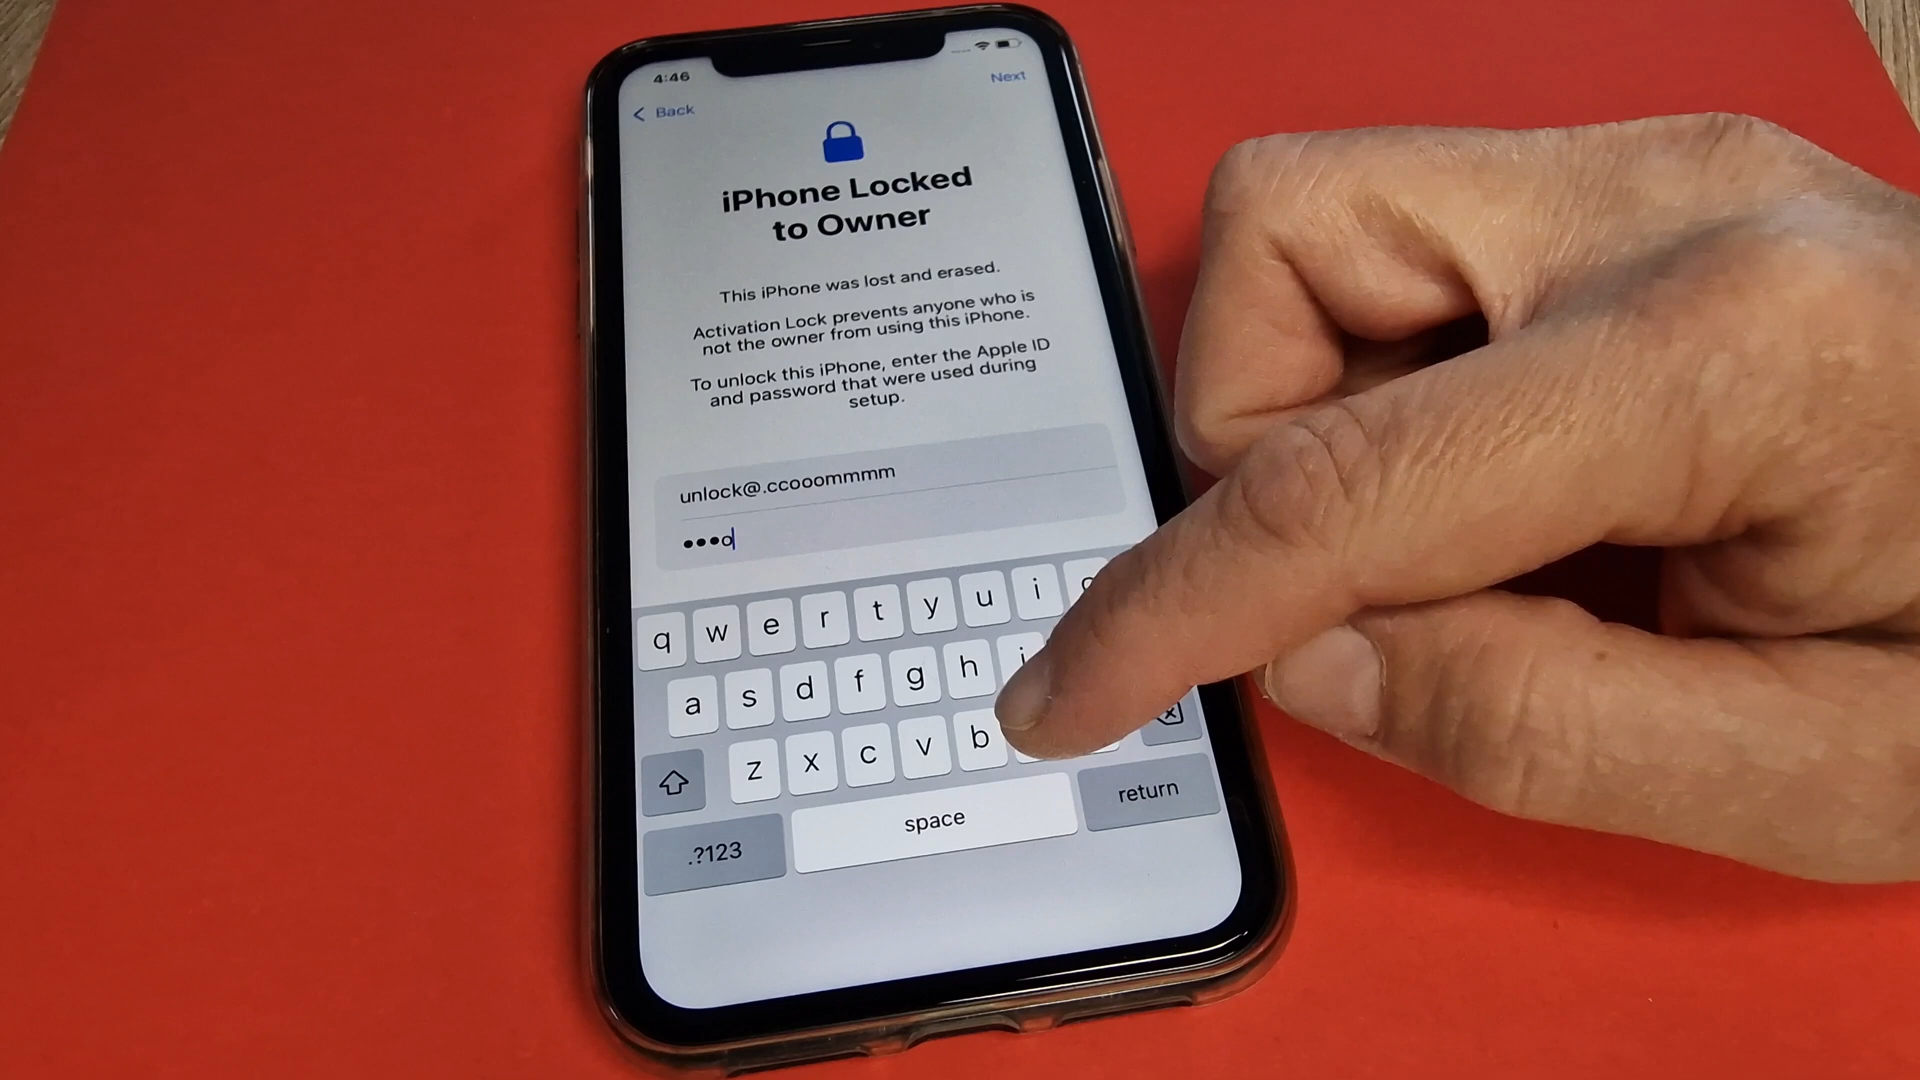 4:46
Next
Back
iPhone Locked
to Owner
This iPhone was lost and erased.
Activation Lock prevents anyone who is
not the owner from using this iPhone.
To unlock this iPhone, enter the Apple ID
and password that were used during
setup.
unlock@.ccooommmm
•••o
q w e r t y u i
a s d f g h j
z x c v b
.?123 space return